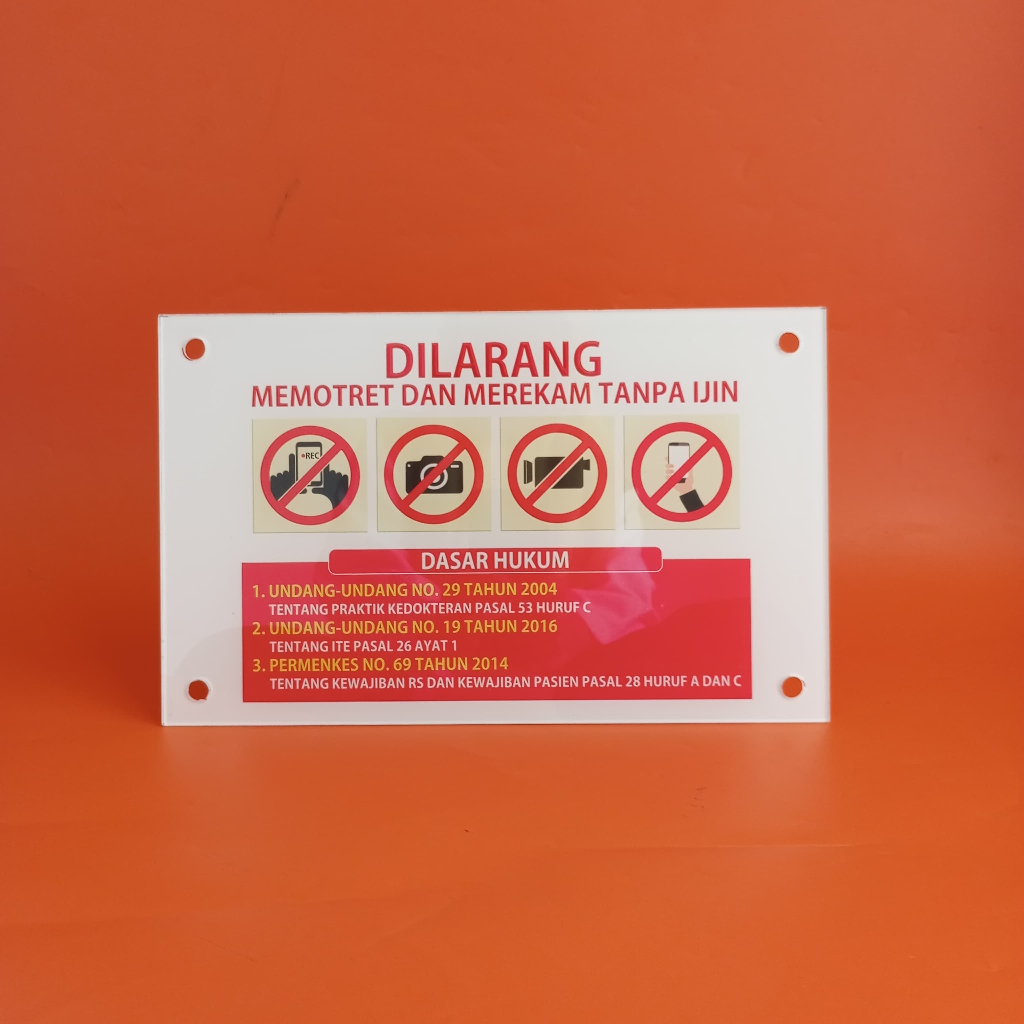 DILARANG
MEMOTRET DAN MEREKAM TANPA IJIN
REC
DASAR HUKUM
1. UNDANG-UNDANG NO. 29 TAHUN 2004
TENTANG PRAKTIK KEDOKTERAN PASAL 53 HURUF C
2. UNDANG-UNDANG NO. 19 TAHUN 2016
TENTANG ITE PASAL 26 AYAT 1
3. PERMENKES NO. 69 TAHUN 2014
TENTANG KEWAJIBAN RS DAN KEWAJIBAN PASIEN PASAL 28 HURUF A DAN C